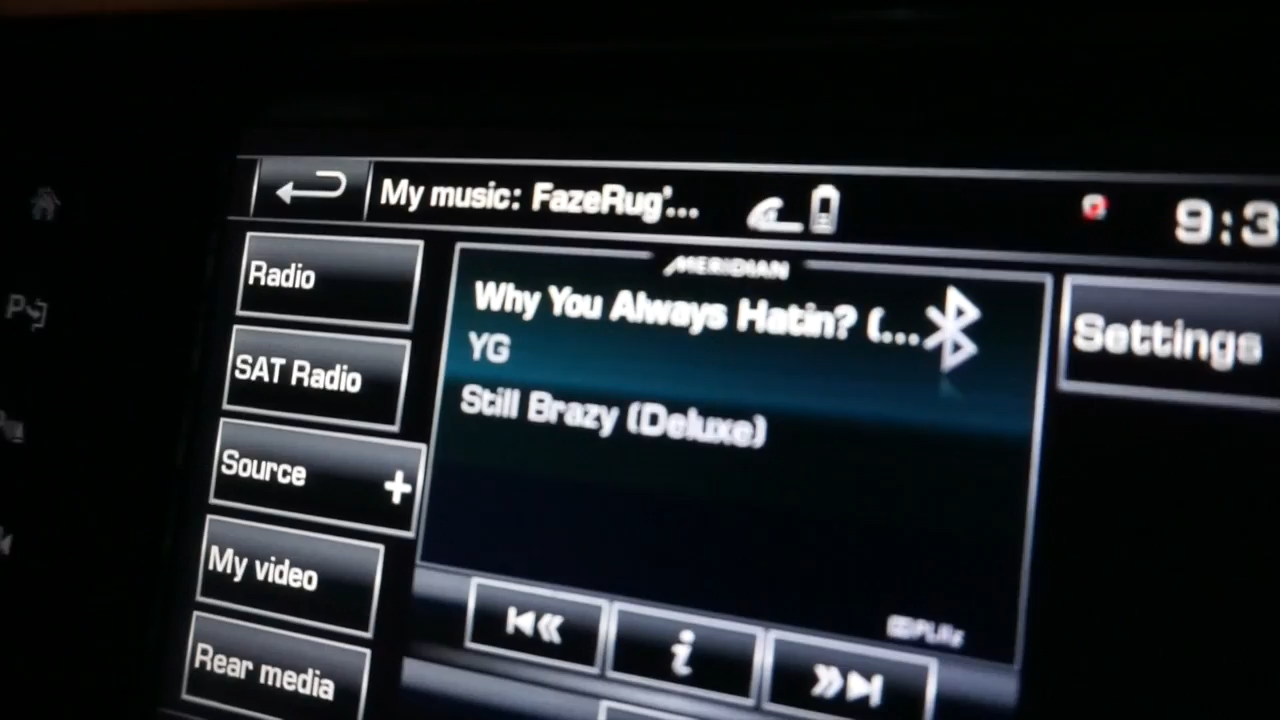 My music: FazeRug'...
9:3
Radio
MERIDIAN
Why You Always Hatin? (...
Settings
YG
SAT Radio
Still Brazy (Deluxe)
Source +
My video
Rear media
i
P